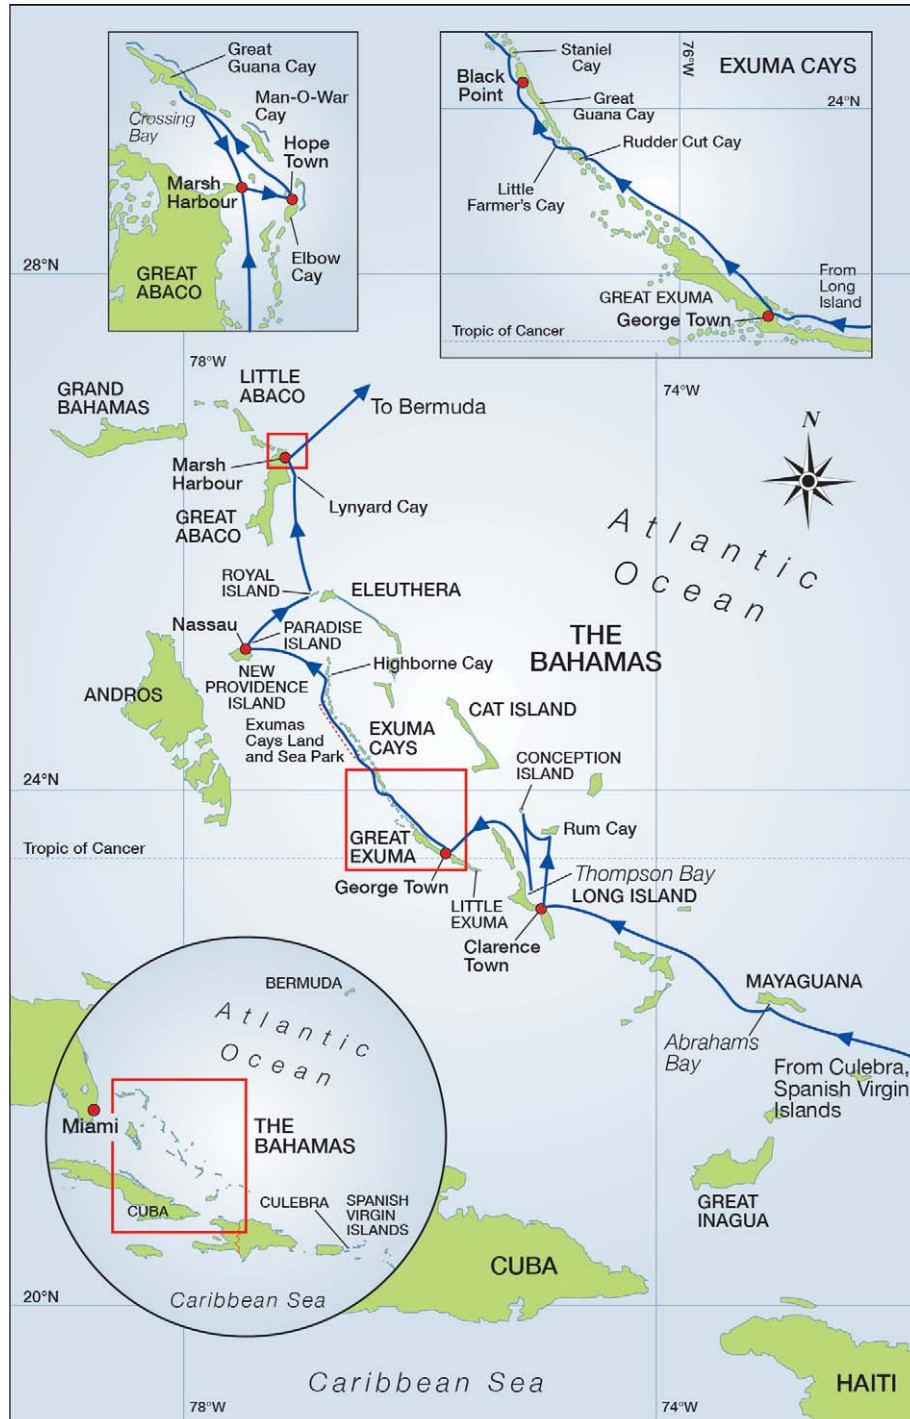 Great
Guana Cay
Man-O-War
Cay
Crossing
Bay
Hope
Town
Marsh
Harbour
Elbow
Cay
GREAT
ABACO
76°W
Staniel
Cay
EXUMA CAYS
Black
Point
24°N
Great
Guana Cay
Rudder Cut Cay
Little
Farmer's Cay
From
Long
Island
GREAT EXUMA
George Town
Tropic of Cancer
28°N
78°W
74°W
GRAND
BAHAMAS
LITTLE
ABACO
To Bermuda
N
Marsh
Harbour
Lynyard Cay
GREAT
ABACO
Atlantic
Ocean
ROYAL
ISLAND
ELEUTHERA
Nassau
PARADISE
ISLAND
THE
BAHAMAS
Highborne Cay
NEW
PROVIDENCE
ISLAND
ANDROS
Exumas
Cays Land
and Sea Park
EXUMA
CAYS
CAT ISLAND
CONCEPTION
ISLAND
24°N
Rum Cay
GREAT
EXUMA
Tropic of Cancer
George Town
Thompson Bay
LONG ISLAND
LITTLE
EXUMA
Clarence
Town
MAYAGUANA
Abrahams
Bay
From Culebra,
Spanish Virgin
Islands
BERMUDA
Atlantic
Ocean
Miami
THE
BAHAMAS
CUBA
CULEBRA
SPANISH
VIRGIN
ISLANDS
Caribbean Sea
GREAT
INAGUA
CUBA
20°N
Caribbean Sea
HAITI
78°W
74°W